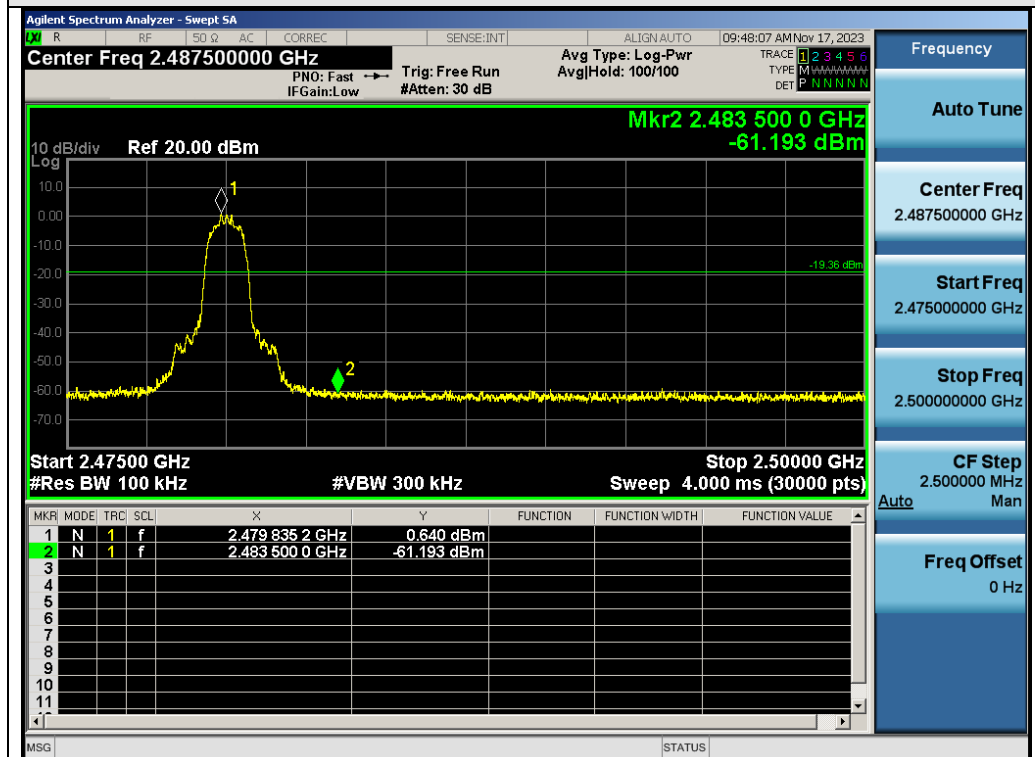 Agilent Spectrum Analyzer - Swept SA
LXI R RF 50 Ω AC CORREC SENSE:INT ALIGN AUTO 09:48:07 AM Nov 17, 2023
Center Freq 2.487500000 GHz Avg Type: Log-Pwr TRACE 1 2 3 4 5 6
PNO: Fast Trig: Free Run Avg|Hold: 100/100 TYPE M
IFGain:Low #Atten: 30 dB DET P N N N N N
Mkr2 2.483 500 0 GHz
-61.193 dBm
10 dB/div Ref 20.00 dBm
Log
10.0
0.00
-10.0
-20.0
-30.0
-40.0
-50.0
-60.0
-70.0
1
-19.36 dBm
2
Start 2.47500 GHz Stop 2.50000 GHz
#Res BW 100 kHz #VBW 300 kHz Sweep 4.000 ms (30000 pts)
MKR MODE TRC SCL X Y FUNCTION FUNCTION WIDTH FUNCTION VALUE
1 N 1 f 2.479 835 2 GHz 0.640 dBm
2 N 1 f 2.483 500 0 GHz -61.193 dBm
3
4
5
6
7
8
9
10
11
MSG STATUS
Frequency
Auto Tune
Center Freq
2.487500000 GHz
Start Freq
2.475000000 GHz
Stop Freq
2.500000000 GHz
CF Step
2.500000 MHz
Auto Man
Freq Offset
0 Hz